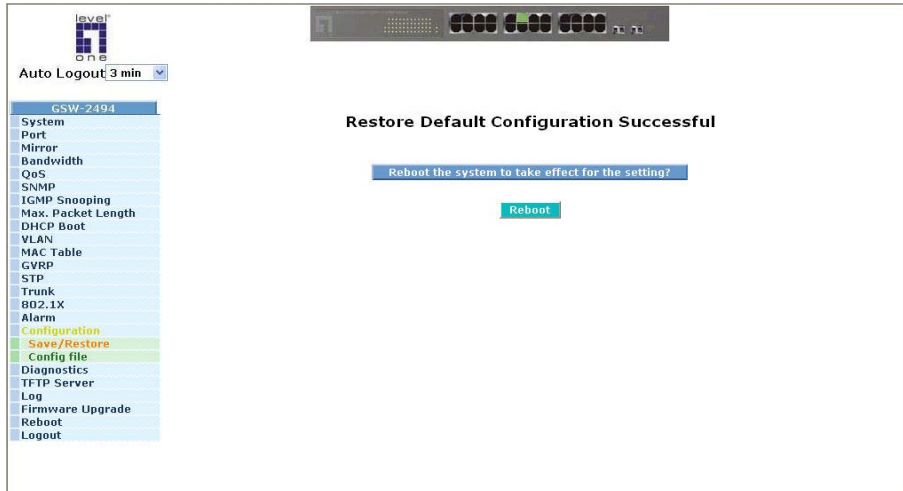 level
one
Auto Logout 3 min
GSW-2494
System
Port
Mirror
Bandwidth
QoS
SNMP
IGMP Snooping
Max. Packet Length
DHCP Boot
VLAN
MAC Table
GVRP
STP
Trunk
802.1X
Alarm
Configuration
Save/Restore
Config file
Diagnostics
TFTP Server
Log
Firmware Upgrade
Reboot
Logout
Restore Default Configuration Successful
Reboot the system to take effect for the setting?
Reboot